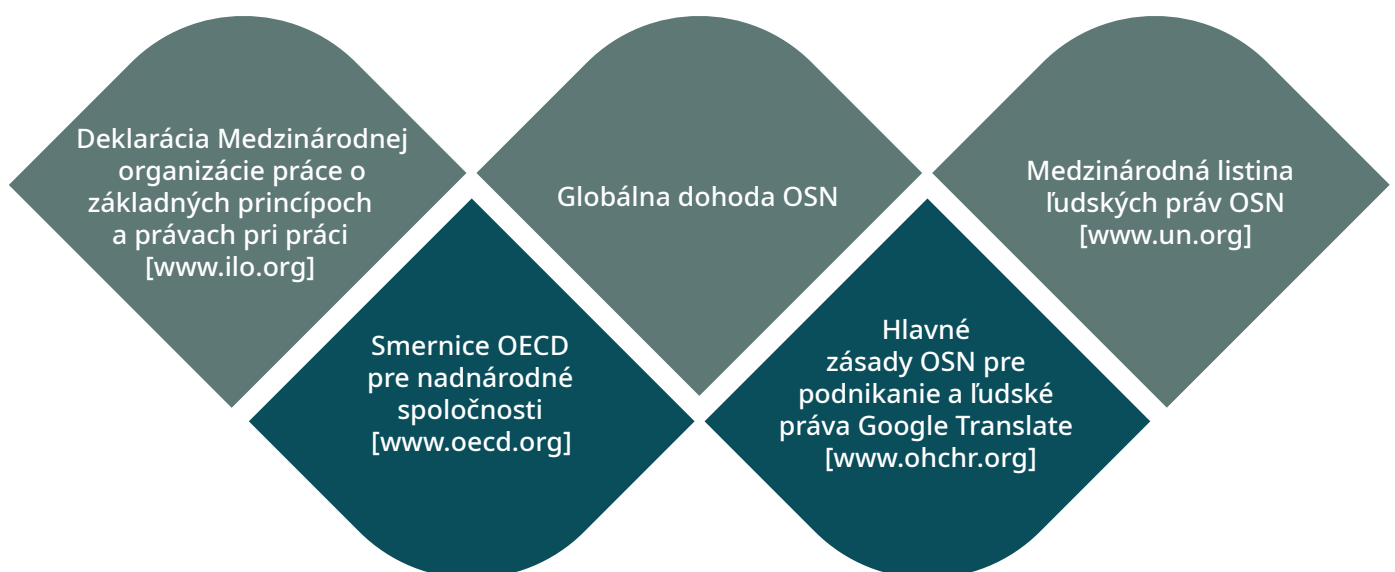 Deklarácia Medzinárodnej
organizácie práce o
základných princípoch
a právach pri práci
[www.ilo.org]
Globálna dohoda OSN
Medzinárodná listina
ľudských práv OSN
[www.un.org]
Smernice OECD
pre nadnárodné
spoločnosti
[www.oecd.org]
Hlavné
zásady OSN pre
podnikanie a ľudské
práva Google Translate
[www.ohchr.org]